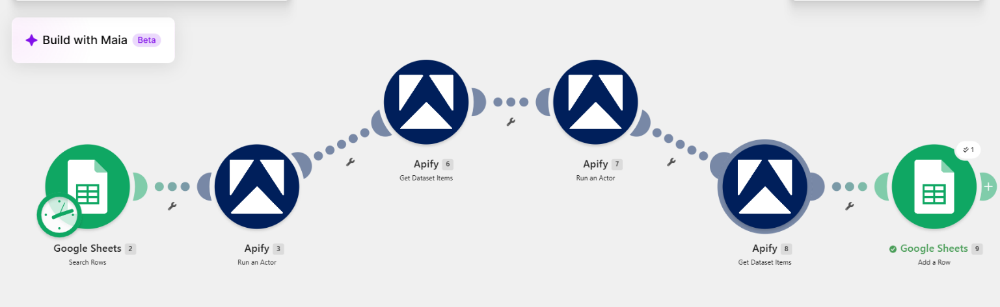 Build with Maia Beta
Google Sheets 2
Search Rows
Apify 3
Run an Actor
Apify 6
Get Dataset Items
Apify 7
Run an Actor
Apify 8
Get Dataset Items
1
Google Sheets 9
Add a Row